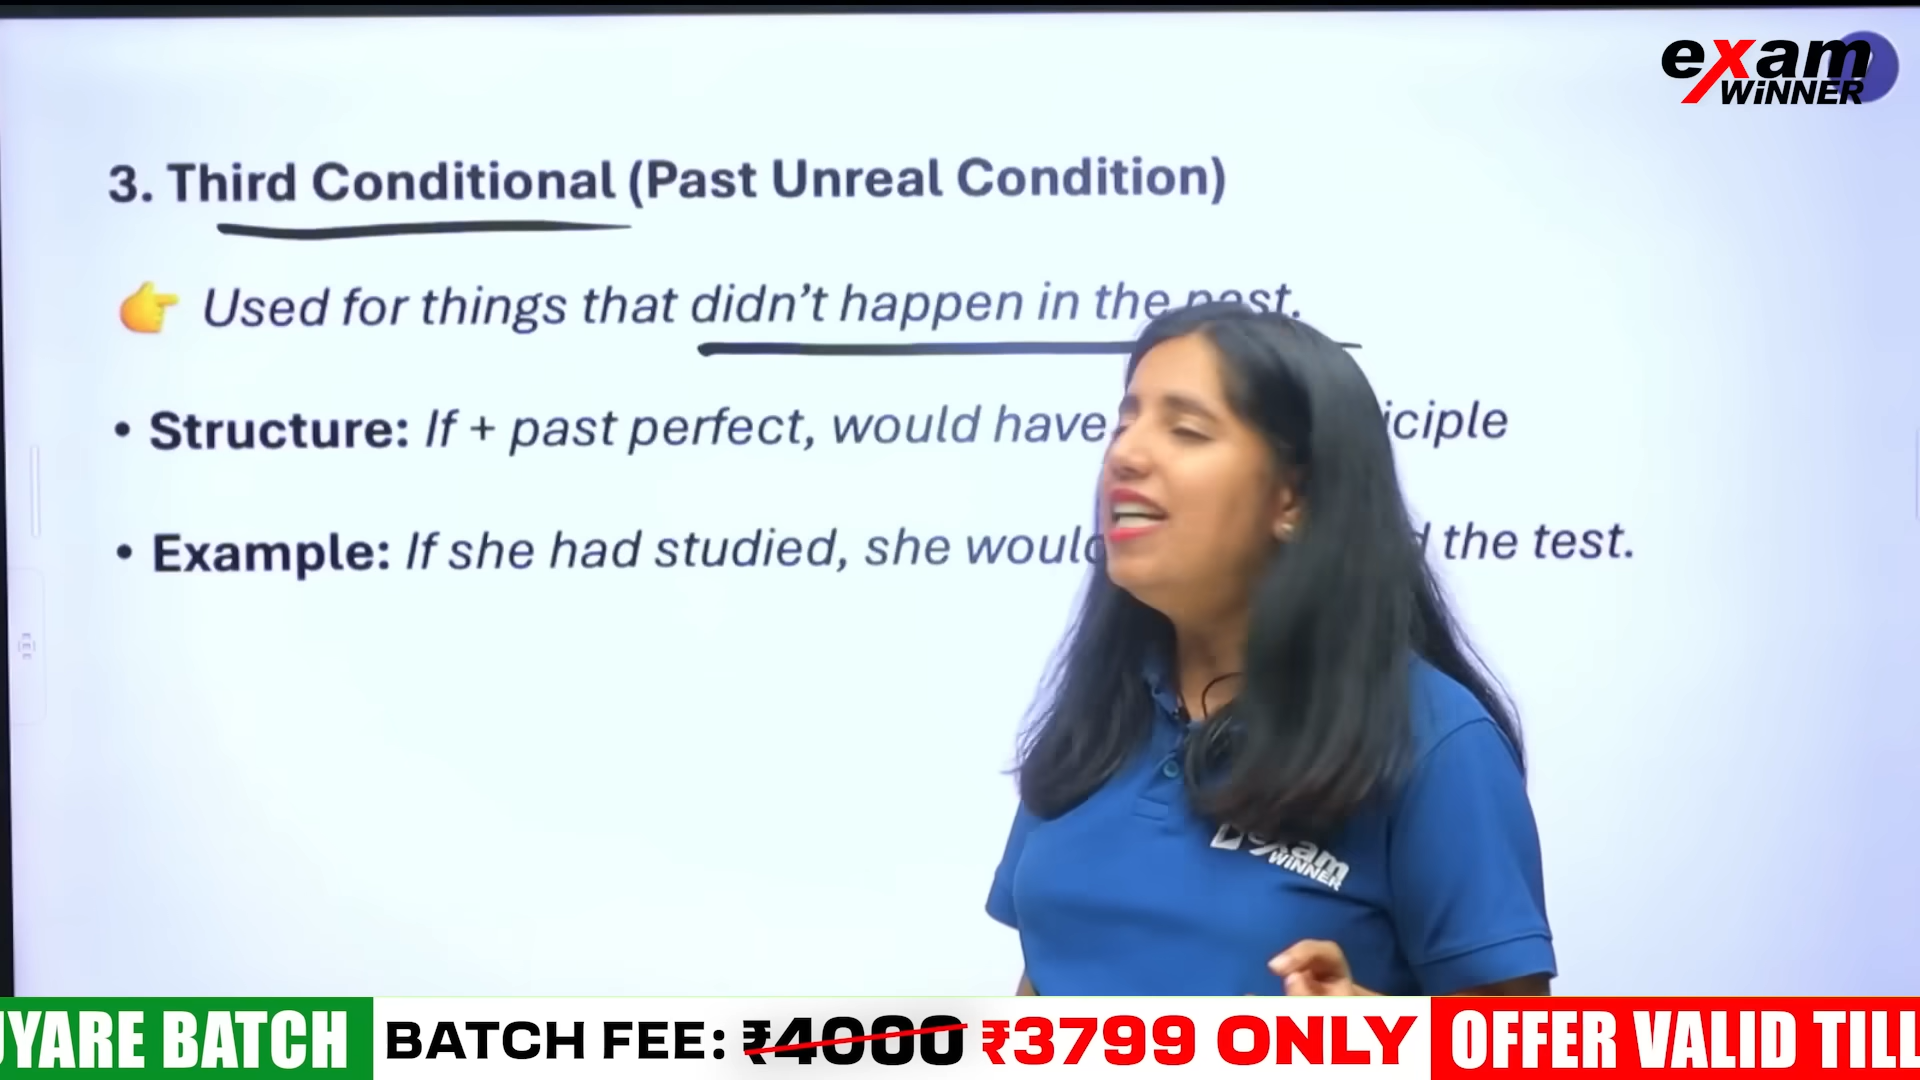 exam
WiNNER
3. Third Conditional (Past Unreal Condition)
Used for things that didn't happen in the past.
• Structure: If + past perfect, would have
• Example: If she had studied, she would the test.
exam
WiNNER
BATCH
BATCH FEE: ₹4000 ₹3799 ONLY
OFFER VALID TILL